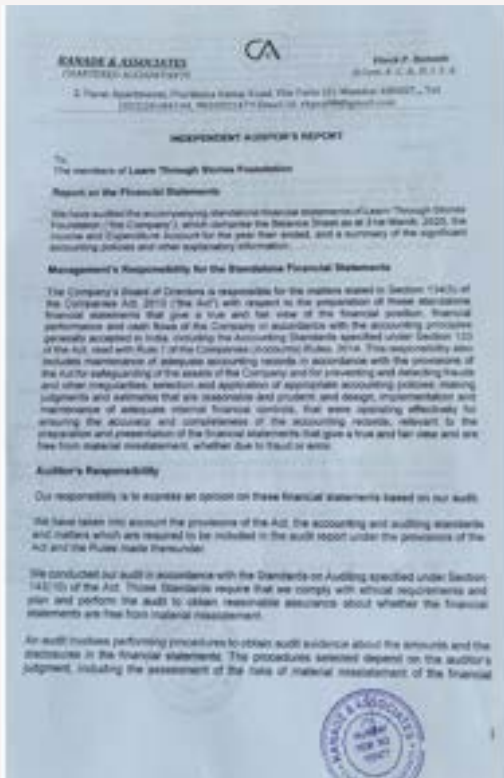 CA
RANADE & ASSOCIATES
CHARTERED ACCOUNTANTS
INDEPENDENT AUDITOR'S REPORT
To,
The members of Learn Through Stories Foundation
Report on the Financial Statements
We have audited the accompanying standalone financial statements of Learn Through Stories
Foundation ("the Company"), which comprise the Balance Sheet as at 31st March, 2020, the
Income and Expenditure Account for the year then ended, and a summary of the significant
accounting policies and other explanatory information.
Management's Responsibility for the Standalone Financial Statements
The Company's Board of Directors is responsible for the matters stated in Section 134(5) of
the Companies Act, 2013 ("the Act") with respect to the preparation of these standalone
financial statements that give a true and fair view of the financial position, financial
performance and cash flows of the Company in accordance with the accounting principles
generally accepted in India, including the Accounting Standards specified under Section 133
of the Act, read with Rule 7 of the Companies (Accounts) Rules, 2014. This responsibility also
includes maintenance of adequate accounting records in accordance with the provisions of
the Act for safeguarding of the assets of the Company and for preventing and detecting frauds
and other irregularities; selection and application of appropriate accounting policies; making
judgments and estimates that are reasonable and prudent; and design, implementation and
maintenance of adequate internal financial controls, that were operating effectively for
ensuring the accuracy and completeness of the accounting records, relevant to the
preparation and presentation of the financial statements that give a true and fair view and are
free from material misstatement, whether due to fraud or error.
Auditor's Responsibility
Our responsibility is to express an opinion on these financial statements based on our audit.
We have taken into account the provisions of the Act, the accounting and auditing standards
and matters which are required to be included in the audit report under the provisions of the
Act and the Rules made thereunder.
We conducted our audit in accordance with the Standards on Auditing specified under Section
143(10) of the Act. Those Standards require that we comply with ethical requirements and
plan and perform the audit to obtain reasonable assurance about whether the financial
statements are free from material misstatement.
An audit involves performing procedures to obtain audit evidence about the amounts and the
disclosures in the financial statements. The procedures selected depend on the auditor's
judgment, including the assessment of the risks of material misstatement of the financial
RANADE & ASSOCIATES